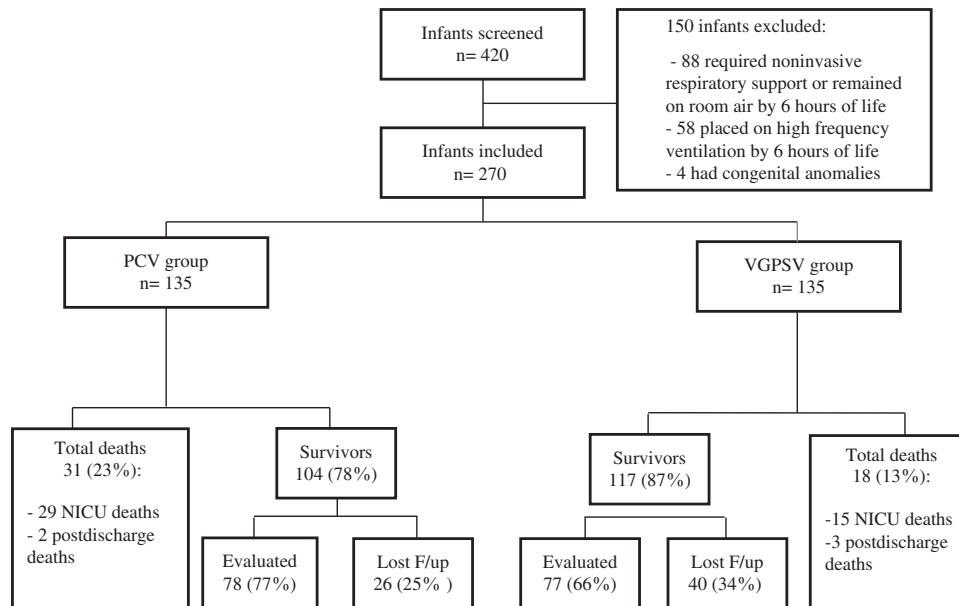 Infants screened
n= 420
150 infants excluded:
- 88 required noninvasive
respiratory support or remained
on room air by 6 hours of life
- 58 placed on high frequency
ventilation by 6 hours of life
- 4 had congenital anomalies
Infants included
n= 270
PCV group
n= 135
VGPSV group
n= 135
Total deaths
31 (23%):
- 29 NICU deaths
- 2 postdischarge
deaths
Survivors
104 (78%)
Evaluated
78 (77%)
Lost F/up
26 (25% )
Survivors
117 (87%)
Evaluated
77 (66%)
Lost F/up
40 (34%)
Total deaths
18 (13%):
-15 NICU deaths
-3 postdischarge
deaths